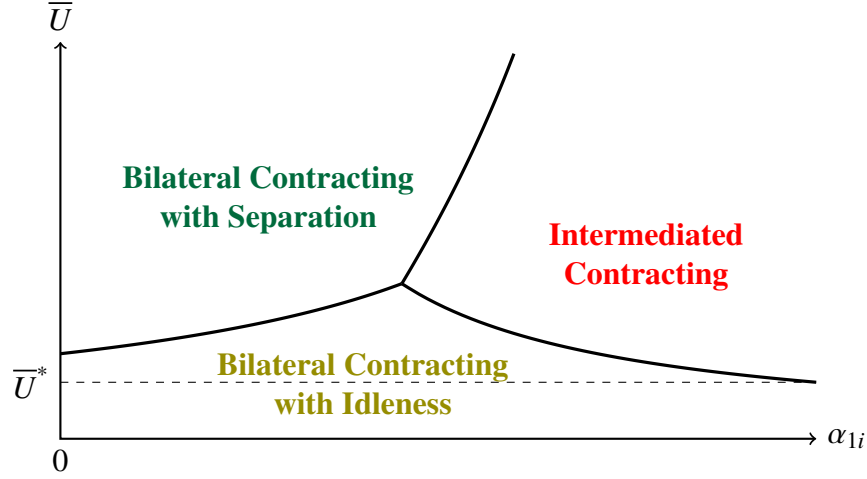 U̅
Bilateral Contracting
with Separation
Intermediated
Contracting
Bilateral Contracting
with Idleness
U̅*
α₁ᵢ
0